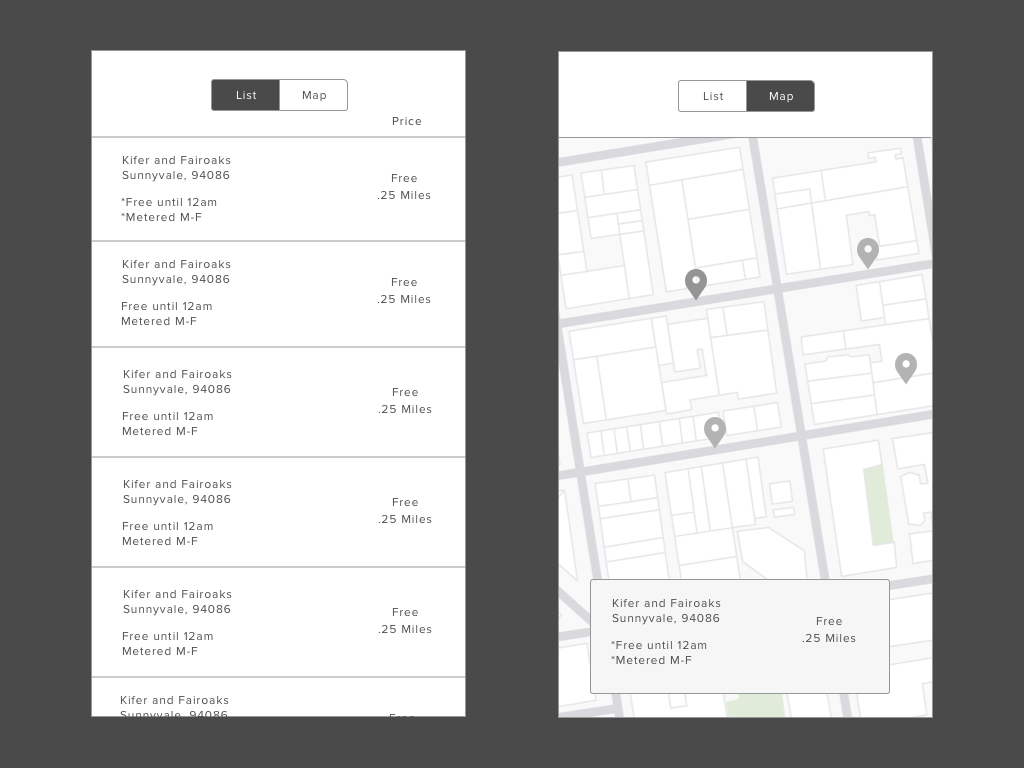 List
Map
Price
Kifer and Fairoaks
Sunnyvale, 94086
*Free until 12am
*Metered M-F
Free
.25 Miles
Kifer and Fairoaks
Sunnyvale, 94086
Free until 12am
Metered M-F
Free
.25 Miles
Kifer and Fairoaks
Sunnyvale, 94086
Free until 12am
Metered M-F
Free
.25 Miles
Kifer and Fairoaks
Sunnyvale, 94086
Free until 12am
Metered M-F
Free
.25 Miles
Kifer and Fairoaks
Sunnyvale, 94086
Free until 12am
Metered M-F
Free
.25 Miles
Kifer and Fairoaks
Sunnyvale, 94086
Free
List
Map
Kifer and Fairoaks
Sunnyvale, 94086
*Free until 12am
*Metered M-F
Free
.25 Miles